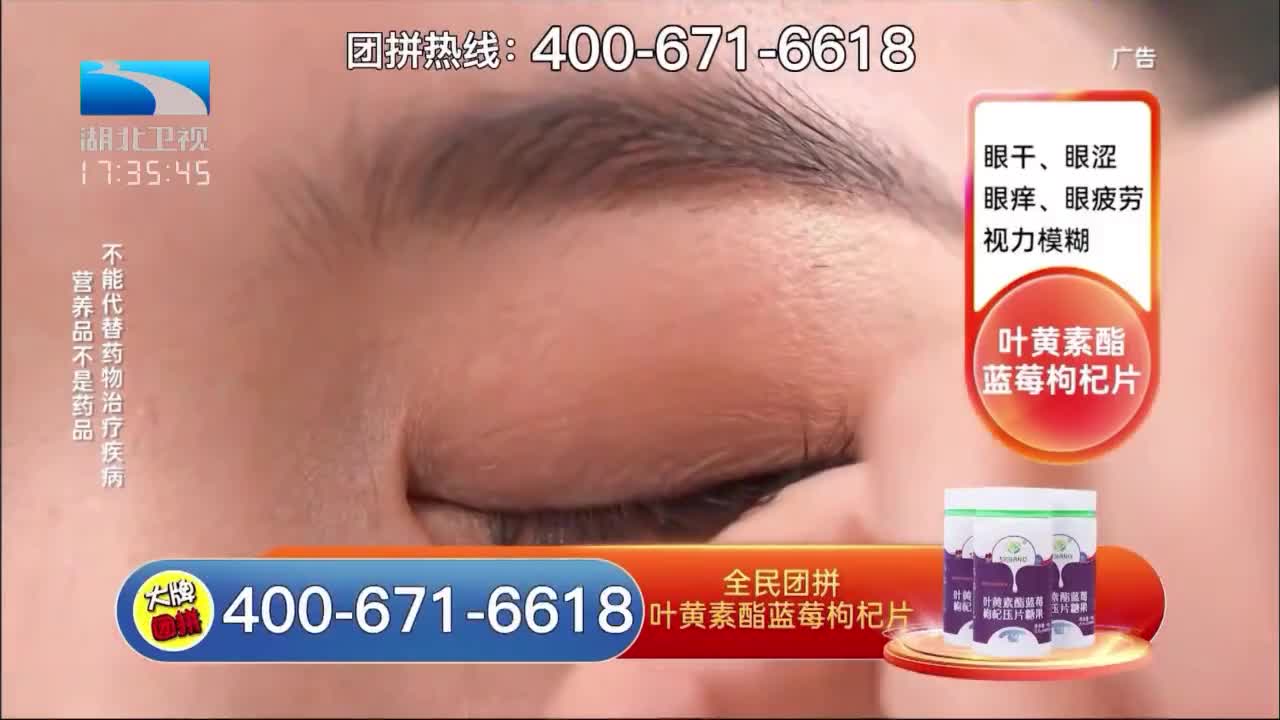 团拼热线：400-671-6618
广告
湖北卫视
17:35:45
眼干、眼涩
眼痒、眼疲劳
视力模糊
叶黄素酯
蓝莓枸杞片
不能代替药物治疗疾病
营养品不是药品
大牌
团拼
400-671-6618
全民团拼
叶黄素酯蓝莓枸杞片
叶黄素酯蓝莓
枸杞压片糖果